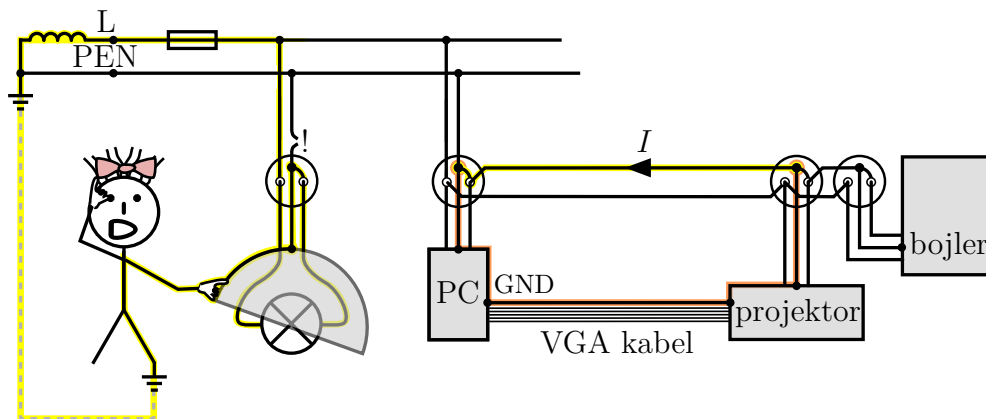 L
PEN
!
I
PC
GND
VGA kabel
projektor
bojler